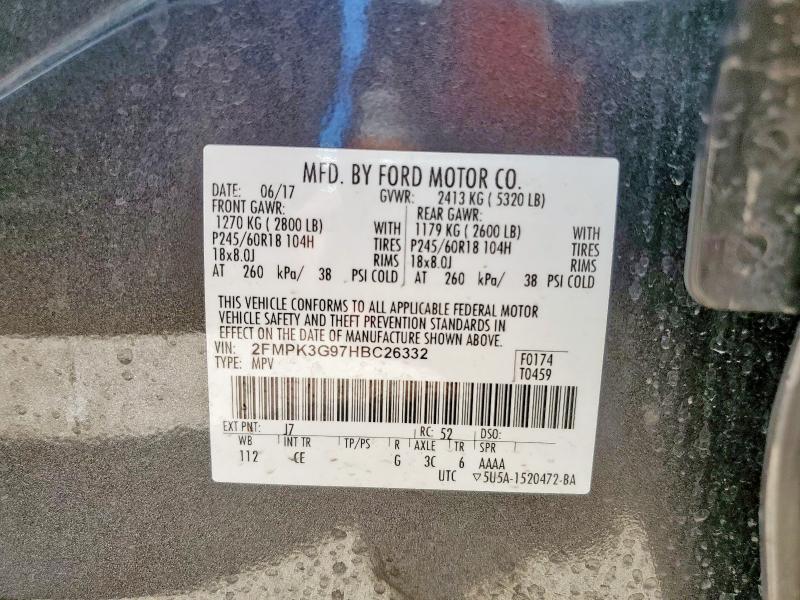 MFD. BY FORD MOTOR CO.
DATE: 06/17 GVWR: 2413 KG ( 5320 LB)
FRONT GAWR: REAR GAWR:
1270 KG ( 2800 LB) WITH 1179 KG ( 2600 LB) WITH
P245/60R18 104H TIRES P245/60R18 104H TIRES
18x8.0J RIMS 18x8.0J RIMS
AT 260 kPa/ 38 PSI COLD AT 260 kPa/ 38 PSI COLD
THIS VEHICLE CONFORMS TO ALL APPLICABLE FEDERAL MOTOR
VEHICLE SAFETY AND THEFT PREVENTION STANDARDS IN
EFFECT ON THE DATE OF MANUFACTURE SHOWN ABOVE.
VIN: 2FMPK3G97HBC26332 F0174
TYPE: MPV T0459
EXT PNT: J7 RC: 52 DSO:
WB INT TR TP/PS R AXLE TR SPR
112 CE G 3C 6 AAAA
UTC ▽5U5A-1520472-BA